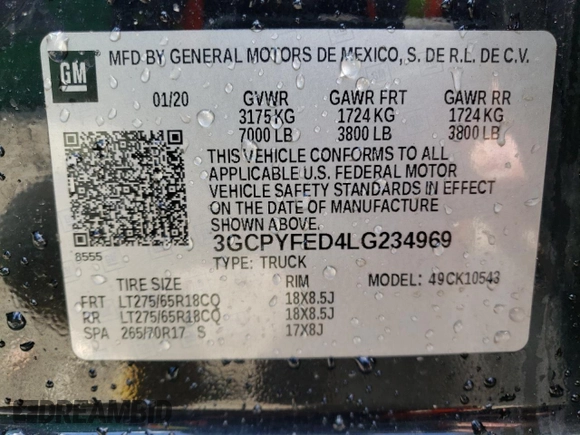 GM
MFD BY GENERAL MOTORS DE MEXICO, S. DE R.L. DE C.V.
01/20 GVWR GAWR FRT GAWR RR
3175 KG 1724 KG 1724 KG
7000 LB 3800 LB 3800 LB
THIS VEHICLE CONFORMS TO ALL
APPLICABLE U.S. FEDERAL MOTOR
VEHICLE SAFETY STANDARDS IN EFFECT
ON THE DATE OF MANUFACTURE
SHOWN ABOVE.
3GCPYFED4LG234969
8555
TYPE: TRUCK
TIRE SIZE RIM MODEL: 49CK10543
FRT LT275/65R18CQ 18X8.5J
RR LT275/65R18CQ 18X8.5J
SPA 265/70R17 S 17X8J